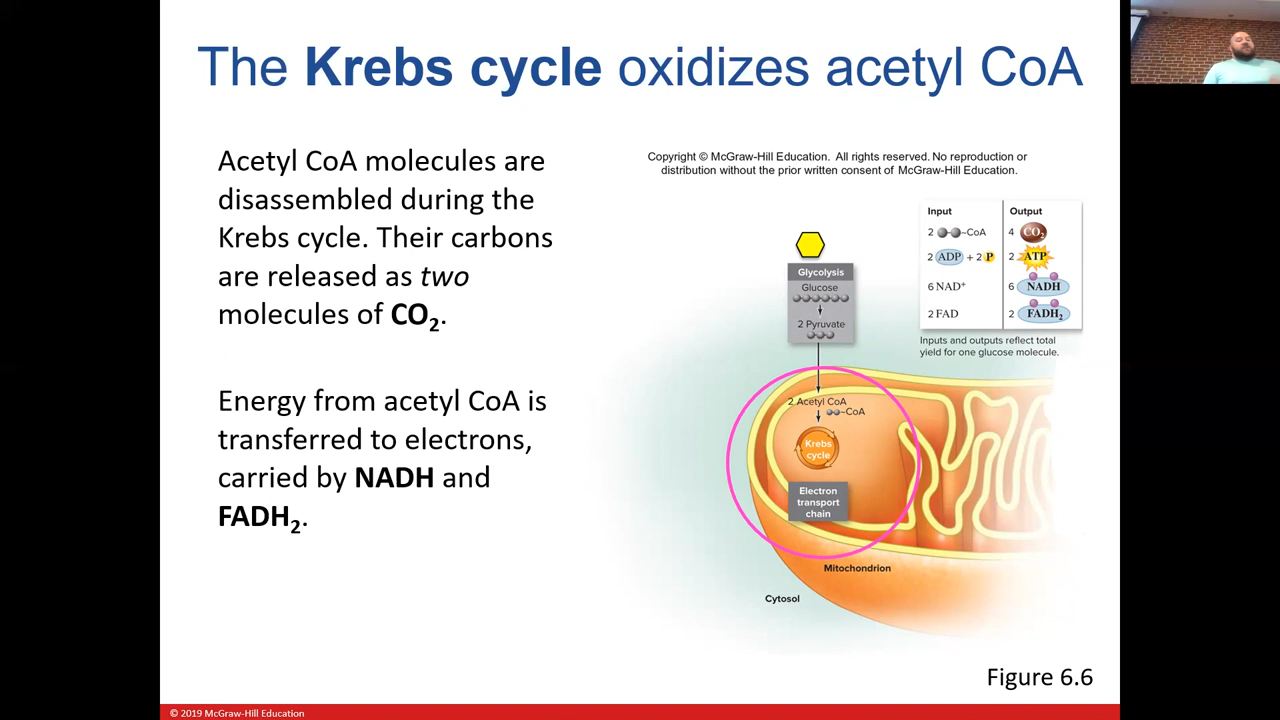 The Krebs cycle oxidizes acetyl CoA
Acetyl CoA molecules are
disassembled during the
Krebs cycle. Their carbons
are released as two
molecules of CO₂.
Energy from acetyl CoA is
transferred to electrons,
carried by NADH and
FADH₂.
Copyright © McGraw-Hill Education. All rights reserved. No reproduction or
distribution without the prior written consent of McGraw-Hill Education.
Input Output
2 ~CoA 4 CO₂
2 ADP + 2 P 2 ATP
6 NAD⁺ 6 NADH
2 FAD 2 FADH₂
Inputs and outputs reflect total
yield for one glucose molecule.
Glycolysis
Glucose
2 Pyruvate
2 Acetyl CoA
~CoA
Krebs
cycle
Electron
transport
chain
Mitochondrion
Cytosol
Figure 6.6
© 2019 McGraw-Hill Education